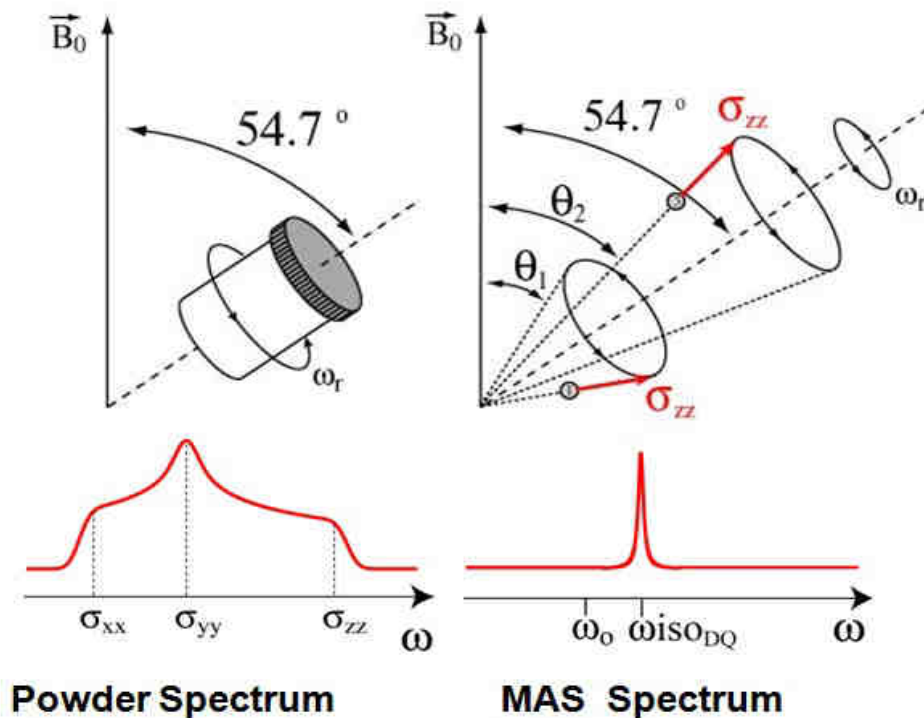 B₀
54.7 °
ωᵣ
B₀
54.7 °
σzz
ωᵣ
θ₂
θ₁
σzz
σxx σyy σzz ω
ωₒ ωisoDQ ω
Powder Spectrum
MAS Spectrum